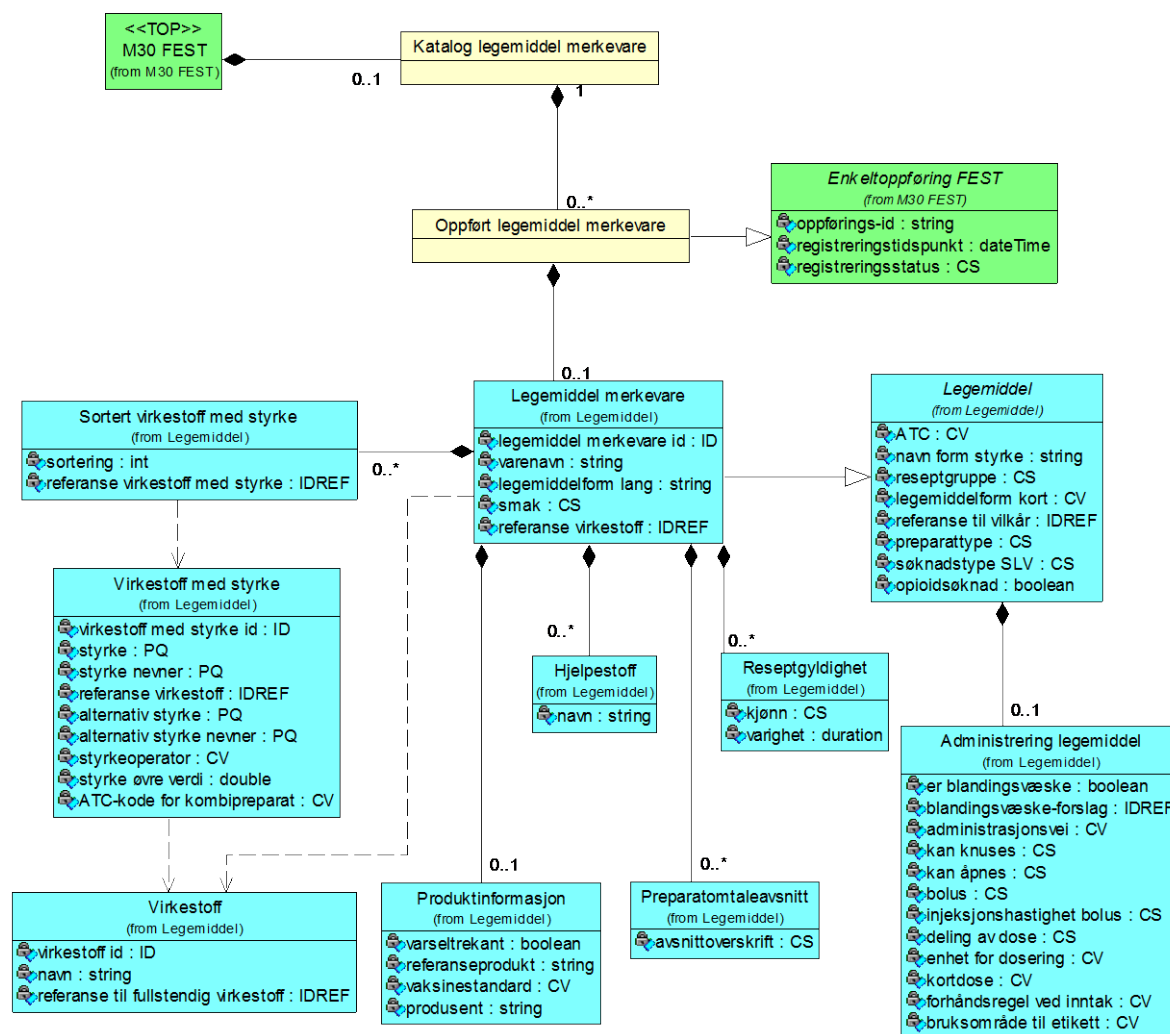 <<TOP>>
M30 FEST
(from M30 FEST)
0..1
Katalog legemiddel merkevare
1
0..*
Oppført legemiddel merkevare
Enkeltoppføring FEST
(from M30 FEST)
oppførings-id : string
registreringstidspunkt : dateTime
registreringsstatus : CS
0..1
Sortert virkestoff med styrke
(from Legemiddel)
sortering : int
referanse virkestoff med styrke : IDREF
0..*
Legemiddel merkevare
(from Legemiddel)
legemiddel merkevare id : ID
varenavn : string
legemiddelform lang : string
smak : CS
referanse virkestoff : IDREF
Legemiddel
(from Legemiddel)
ATC : CV
navn form styrke : string
reseptgruppe : CS
legemiddelform kort : CV
referanse til vilkår : IDREF
preparattype : CS
søknadstype SLV : CS
opioidsøknad : boolean
Virkestoff med styrke
(from Legemiddel)
virkestoff med styrke id : ID
styrke : PQ
styrke nevner : PQ
referanse virkestoff : IDREF
alternativ styrke : PQ
alternativ styrke nevner : PQ
styrkeoperator : CV
styrke øvre verdi : double
ATC-kode for kombipreparat : CV
0..*
Hjelpestoff
(from Legemiddel)
navn : string
0..*
Reseptgyldighet
(from Legemiddel)
kjønn : CS
varighet : duration
0..1
Administrering legemiddel
(from Legemiddel)
er blandingsvæske : boolean
blandingsvæske-forslag : IDREF
administrasjonsvei : CV
kan knuses : CS
kan åpnes : CS
bolus : CS
injeksjonshastighet bolus : CS
deling av dose : CS
enhet for dosering : CV
kortdose : CV
forhåndsregel ved inntak : CV
bruksområde til etikett : CV
Virkestoff
(from Legemiddel)
virkestoff id : ID
navn : string
referanse til fullstendig virkestoff : IDREF
0..1
Produktinformasjon
(from Legemiddel)
varseltrekant : boolean
referanseprodukt : string
vaksinestandard : CV
produsent : string
0..*
Preparatomtaleavsnitt
(from Legemiddel)
avsnittoverskrift : CS